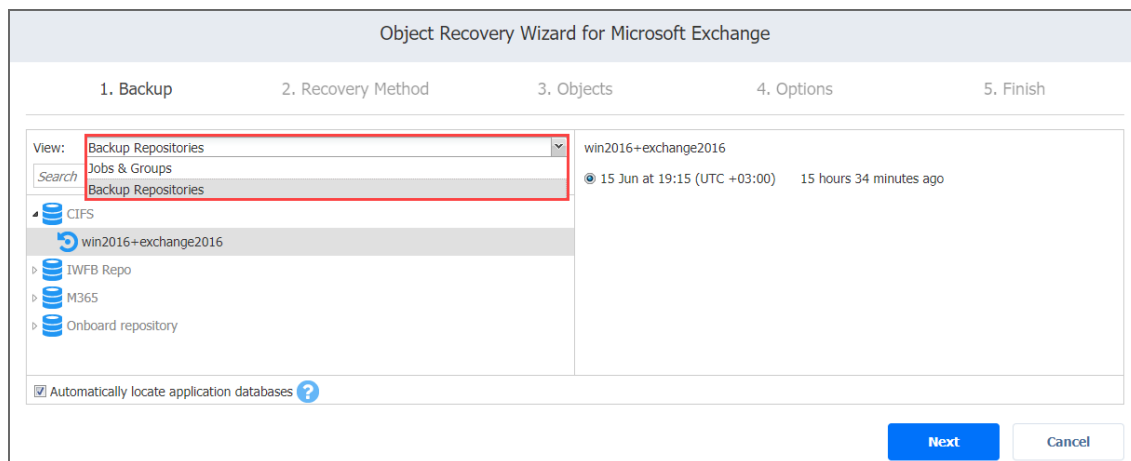 Object Recovery Wizard for Microsoft Exchange
1. Backup 2. Recovery Method 3. Objects 4. Options 5. Finish
View: Backup Repositories
Jobs & Groups
Search
Backup Repositories
CIFS
win2016+exchange2016
IWFB Repo
M365
Onboard repository
win2016+exchange2016
15 Jun at 19:15 (UTC +03:00) 15 hours 34 minutes ago
Automatically locate application databases ?
Next Cancel